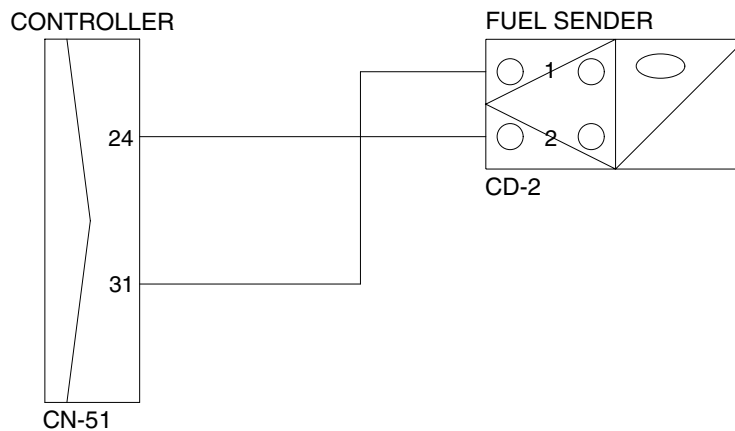 CONTROLLER
FUEL SENDER
1
24
2
CD-2
31
CN-51